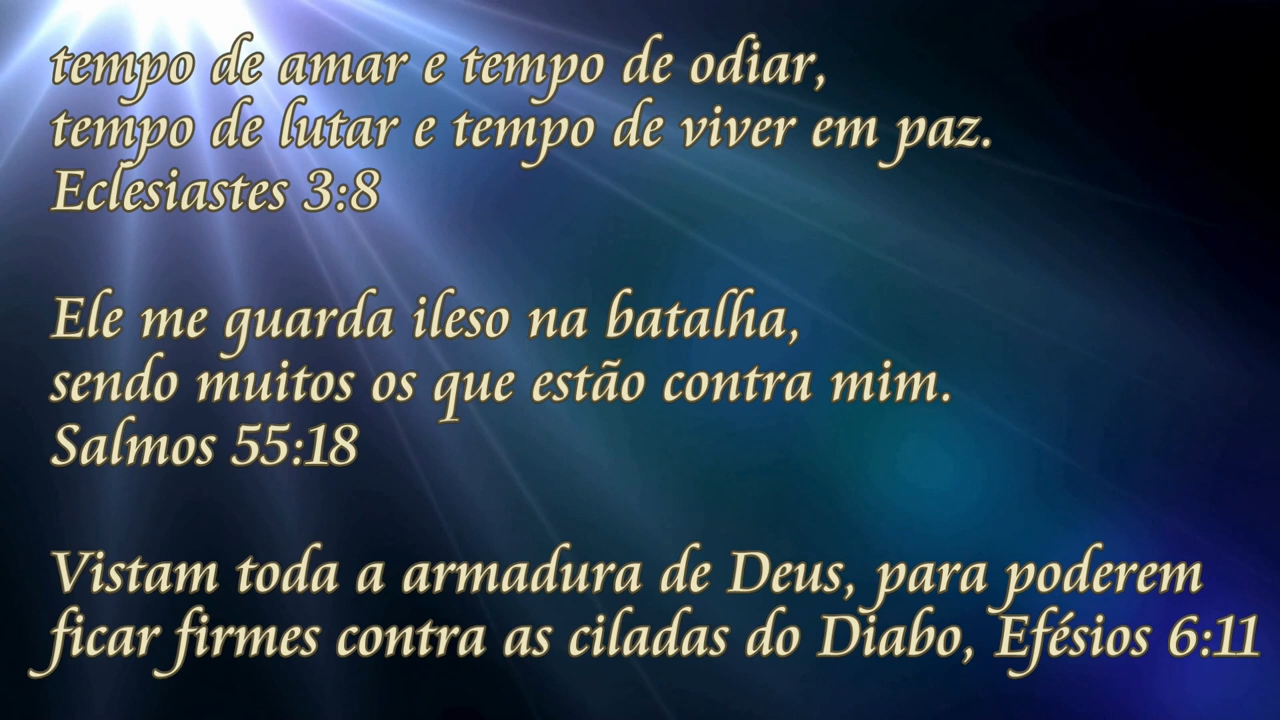 tempo de amar e tempo de odiar,
tempo de lutar e tempo de viver em paz.
Eclesiastes 3:8
Ele me guarda ileso na batalha,
sendo muitos os que estão contra mim.
Salmos 55:18
Vistam toda a armadura de Deus, para poderem
ficar firmes contra as ciladas do Diabo, Efésios 6:11